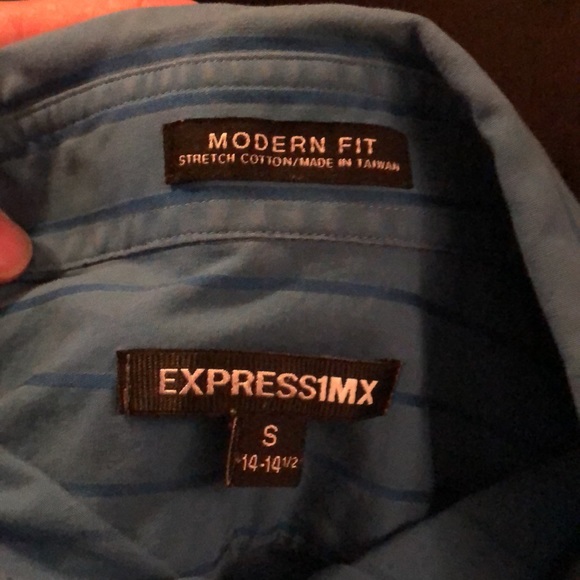 MODERN FIT
STRETCH COTTON/MADE IN TAIWAN
EXPRESS1MX
S
14-14 1/2